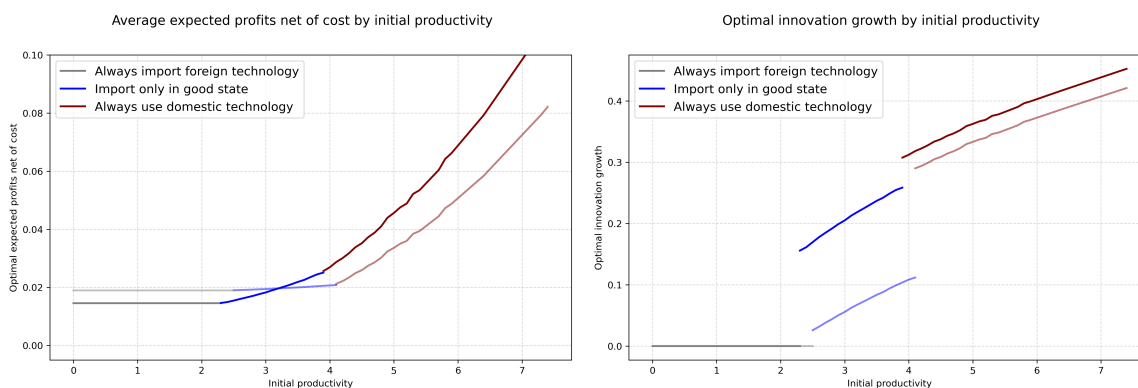 Average expected profits net of cost by initial productivity
0.10
0.08
0.06
0.04
0.02
0.00
Optimal expected profits net of cost
Always import foreign technology
Import only in good state
Always use domestic technology
0 1 2 3 4 5 6 7
Initial productivity
Optimal innovation growth by initial productivity
0.4
0.3
0.2
0.1
0.0
Optimal innovation growth
Always import foreign technology
Import only in good state
Always use domestic technology
0 1 2 3 4 5 6 7
Initial productivity